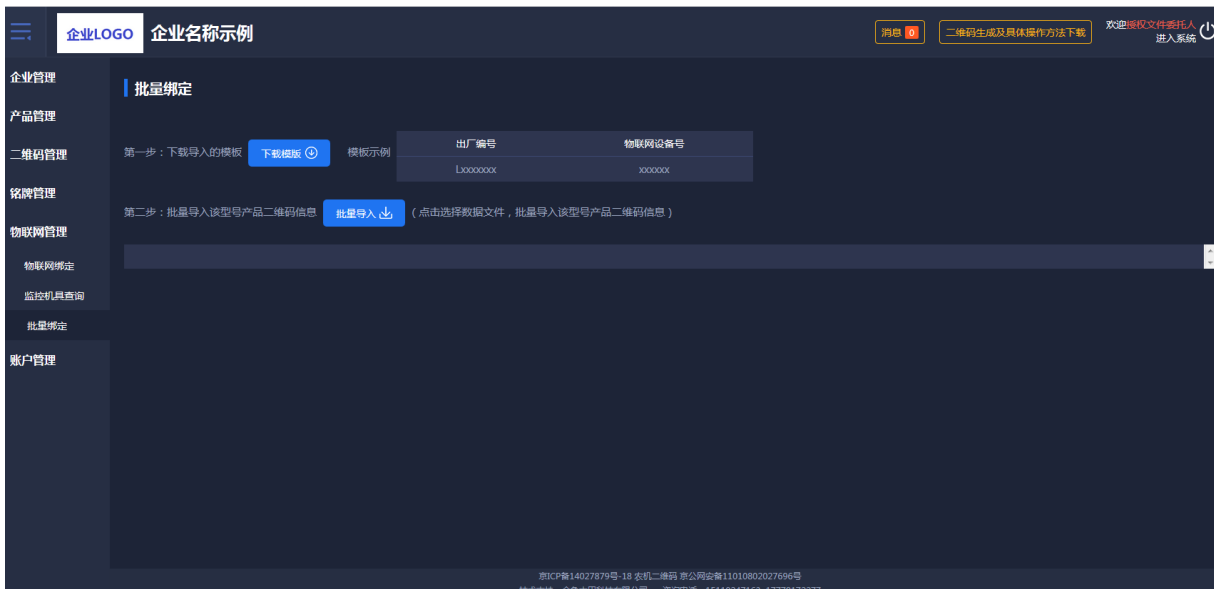 企业LOGO 企业名称示例 消息 0 二维码生成及具体操作方法下载 欢迎授权文件委托人
进入系统
企业管理
产品管理
二维码管理
铭牌管理
物联网管理
物联网绑定
监控机具查询
批量绑定
账户管理
批量绑定
第一步：下载导入的模板 下载模版 模板示例
出厂编号 物联网设备号
Lxxxxxxx xxxxxx
第二步：批量导入该型号产品二维码信息 批量导入 (点击选择数据文件，批量导入该型号产品二维码信息)
京ICP备14027879号-18 农机二维码 京公网安备11010802027696号